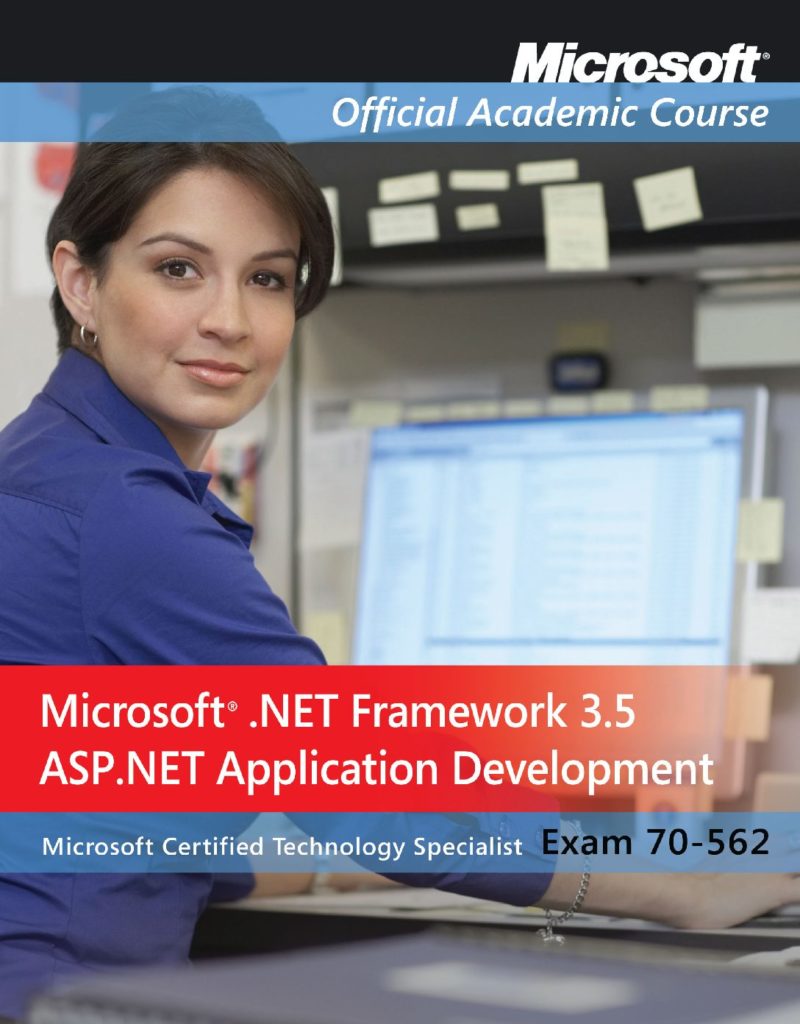 Microsoft®
Official Academic Course
Microsoft® .NET Framework 3.5
ASP.NET Application Development
Microsoft Certified Technology Specialist Exam 70-562